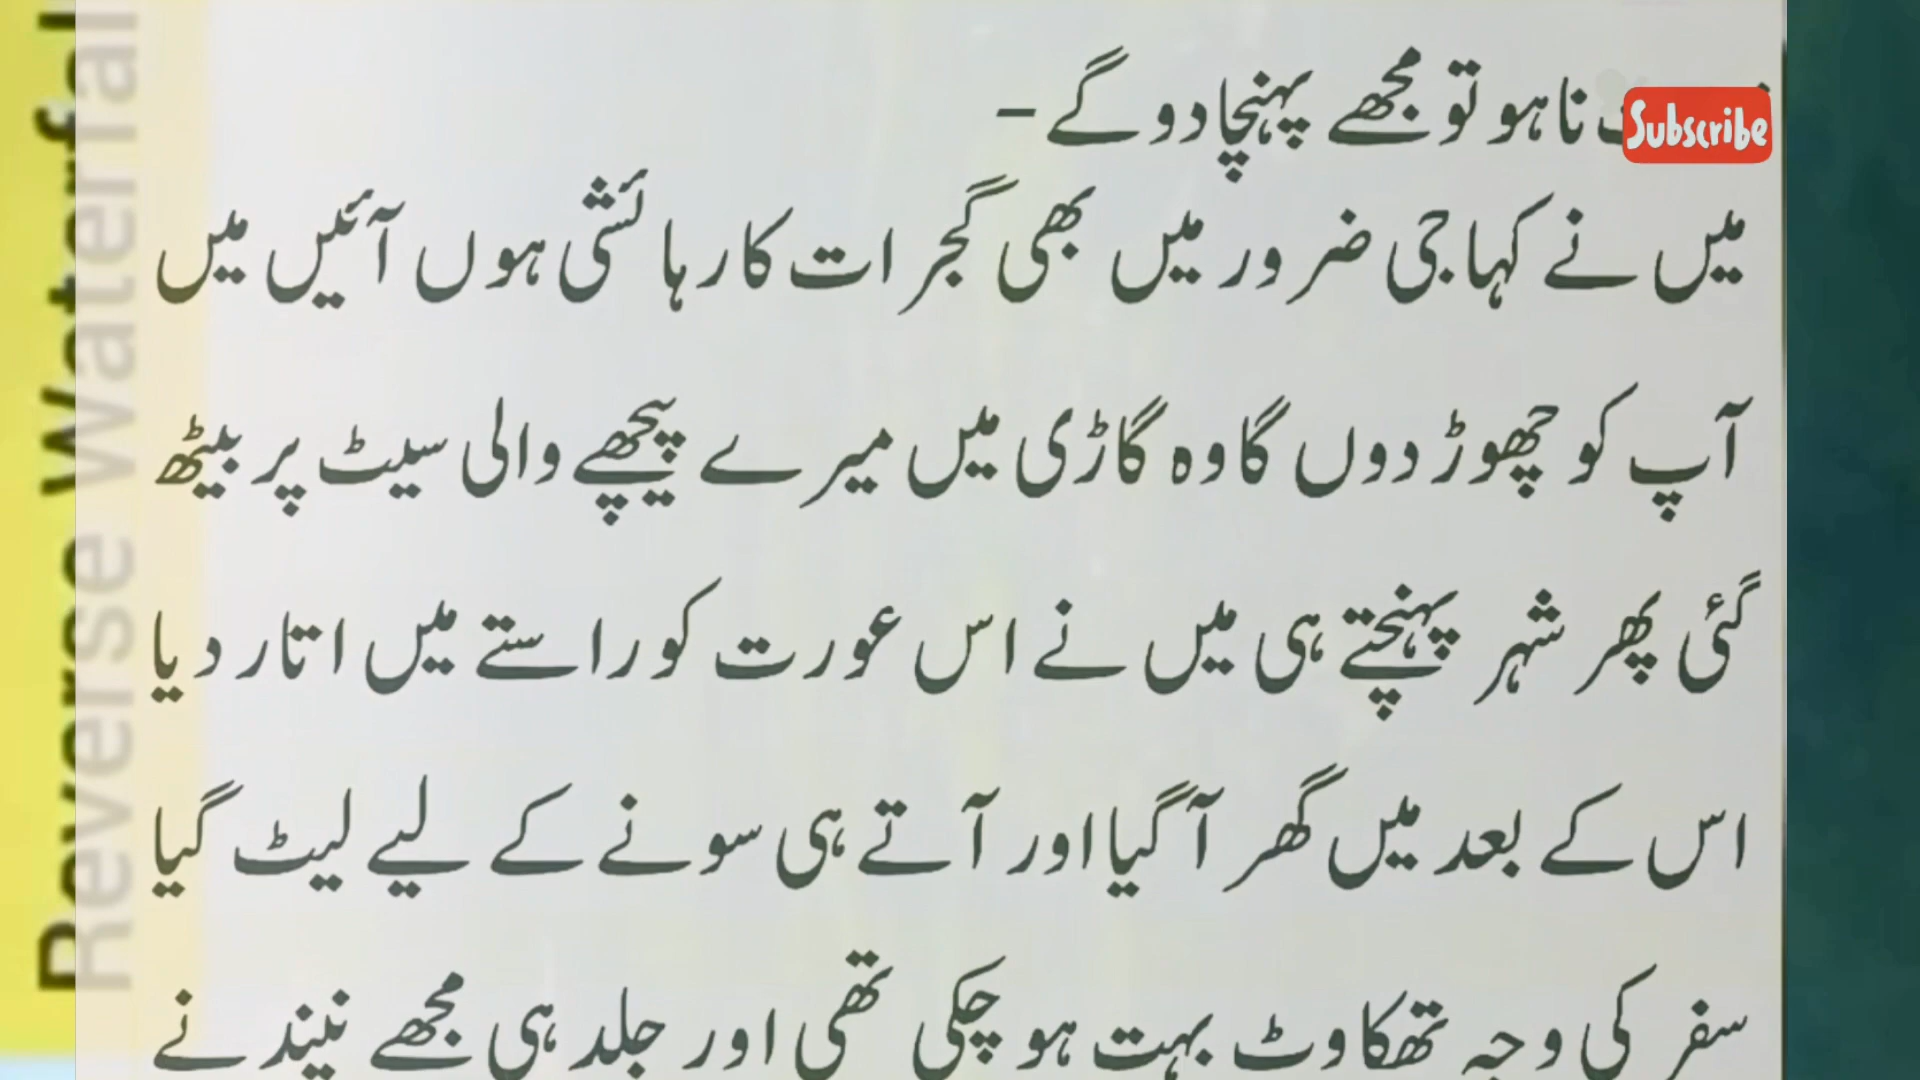 نا ہو تو مجھے پہنچا دو گے -
Subscribe
میں نے کہا جی ضرور میں بھی گجرات کا رہائشی ہوں آئیں میں
آپ کو چھوڑ دوں گا وہ گاڑی میں میرے پیچھے والی سیٹ پر بیٹھ
گئی پھر شہر پہنچتے ہی میں نے اس عورت کو راستے میں اتار دیا
اس کے بعد میں گھر آ گیا اور آتے ہی سونے کے لیے لیٹ گیا
سفر کی وجہ تھکاوٹ بہت ہو چکی تھی اور جلد ہی مجھے نیند نے
Reverse Waterfal